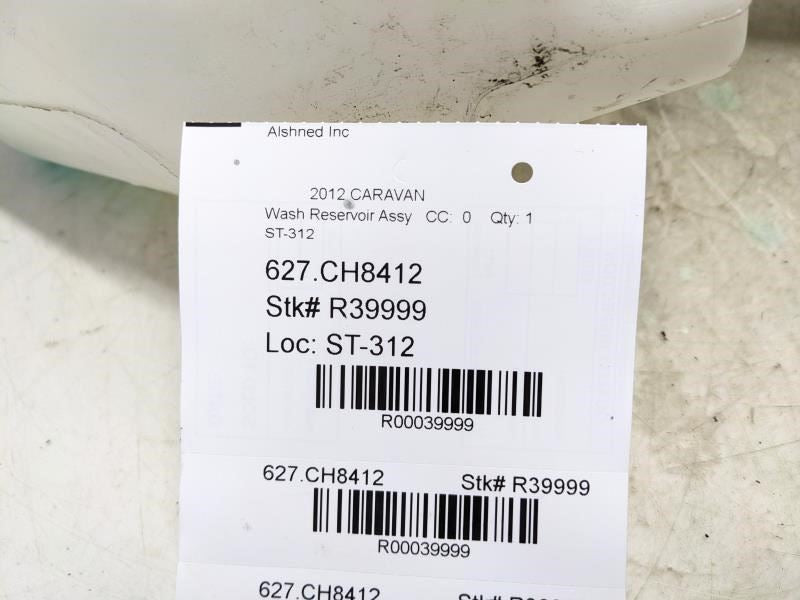 Alshned Inc
2012 CARAVAN
Wash Reservoir Assy CC: 0 Qty: 1
ST-312
627.CH8412
Stk# R39999
Loc: ST-312
R00039999
627.CH8412 Stk# R39999
R00039999
627.CH8412